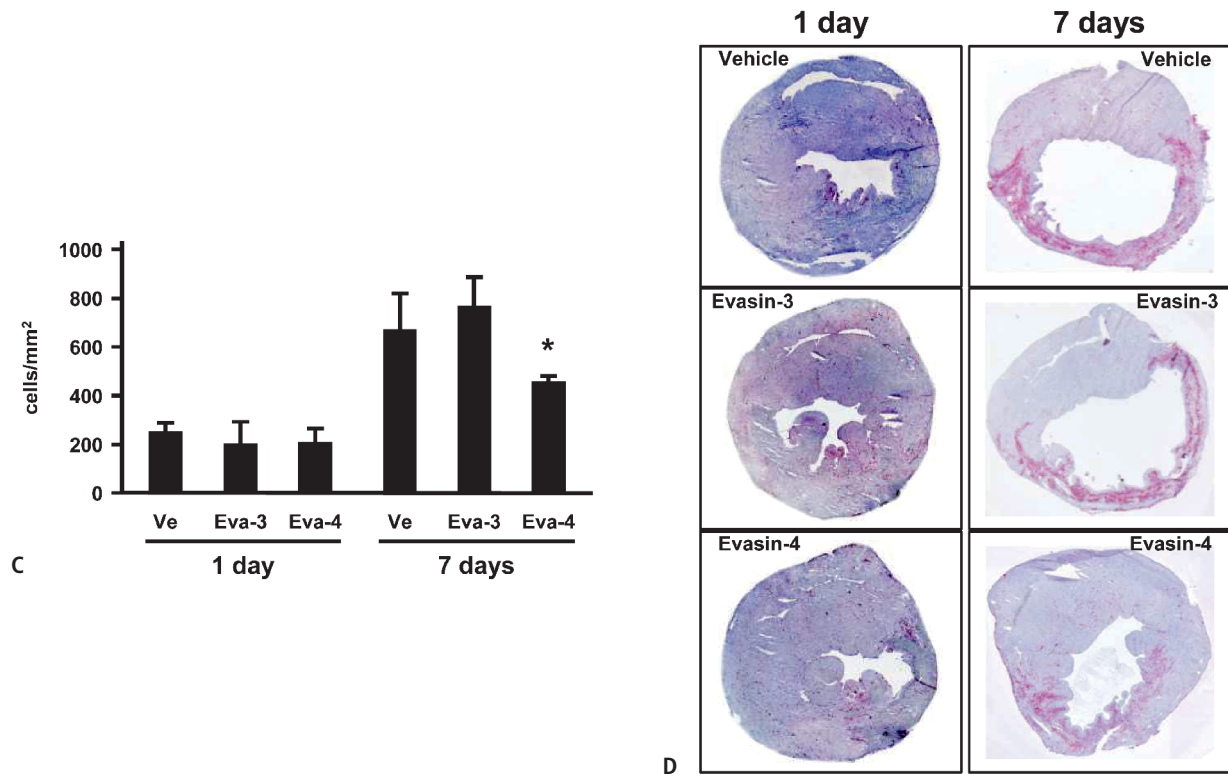 1000
800
600
400
200
0
cells/mm²
*
Ve Eva-3 Eva-4 Ve Eva-3 Eva-4
1 day 7 days
C
1 day 7 days
Vehicle Vehicle
Evasin-3 Evasin-3
Evasin-4 Evasin-4
D